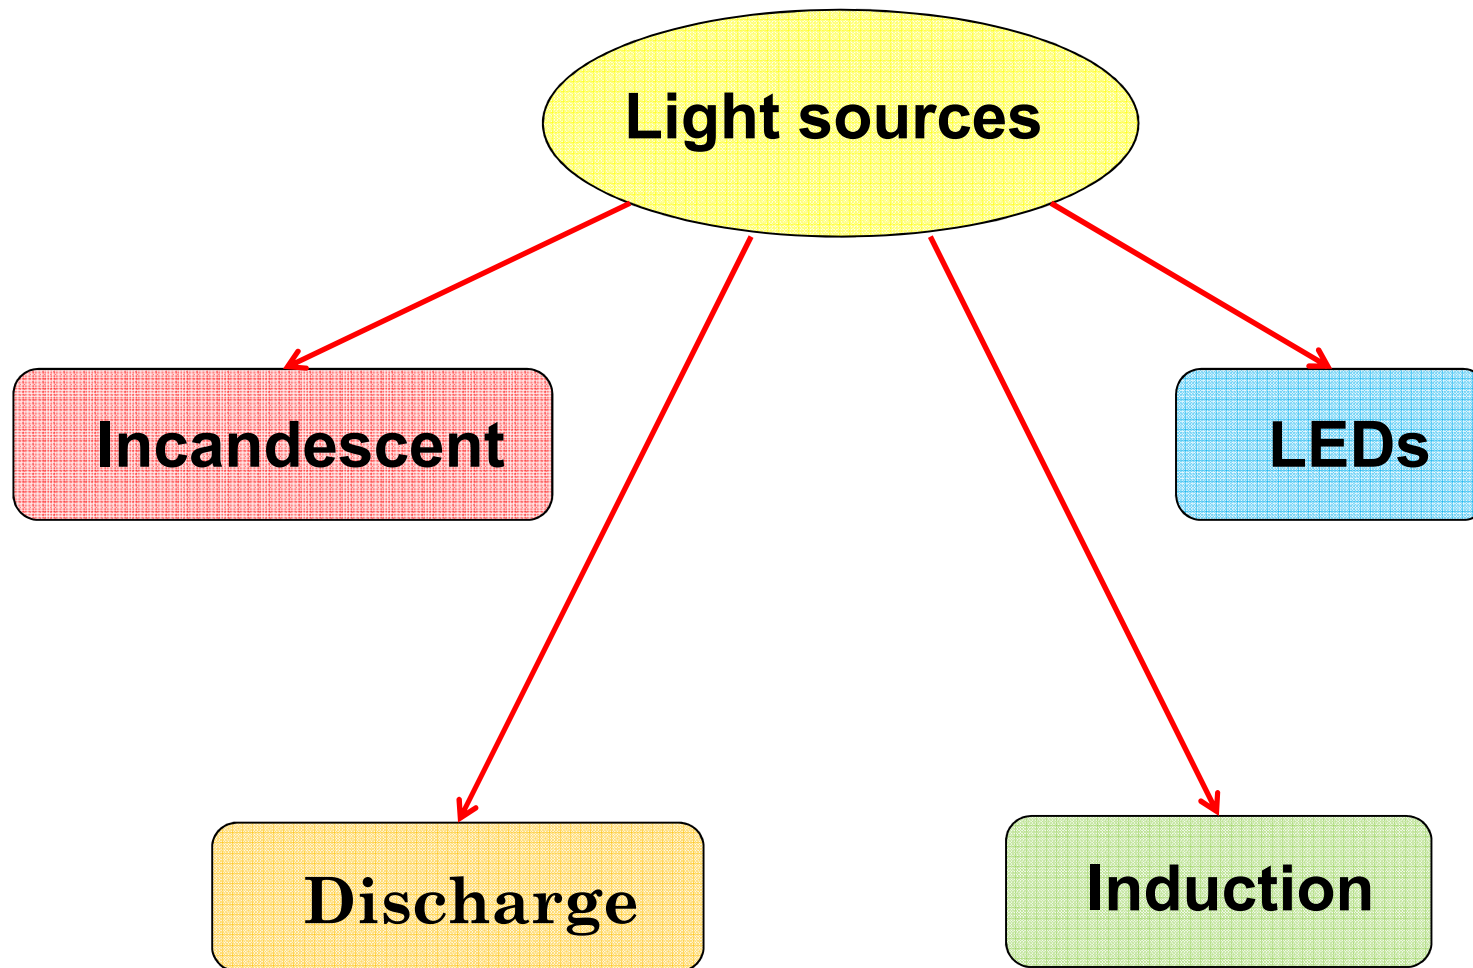 Light sources
Incandescent
LEDs
Discharge
Induction